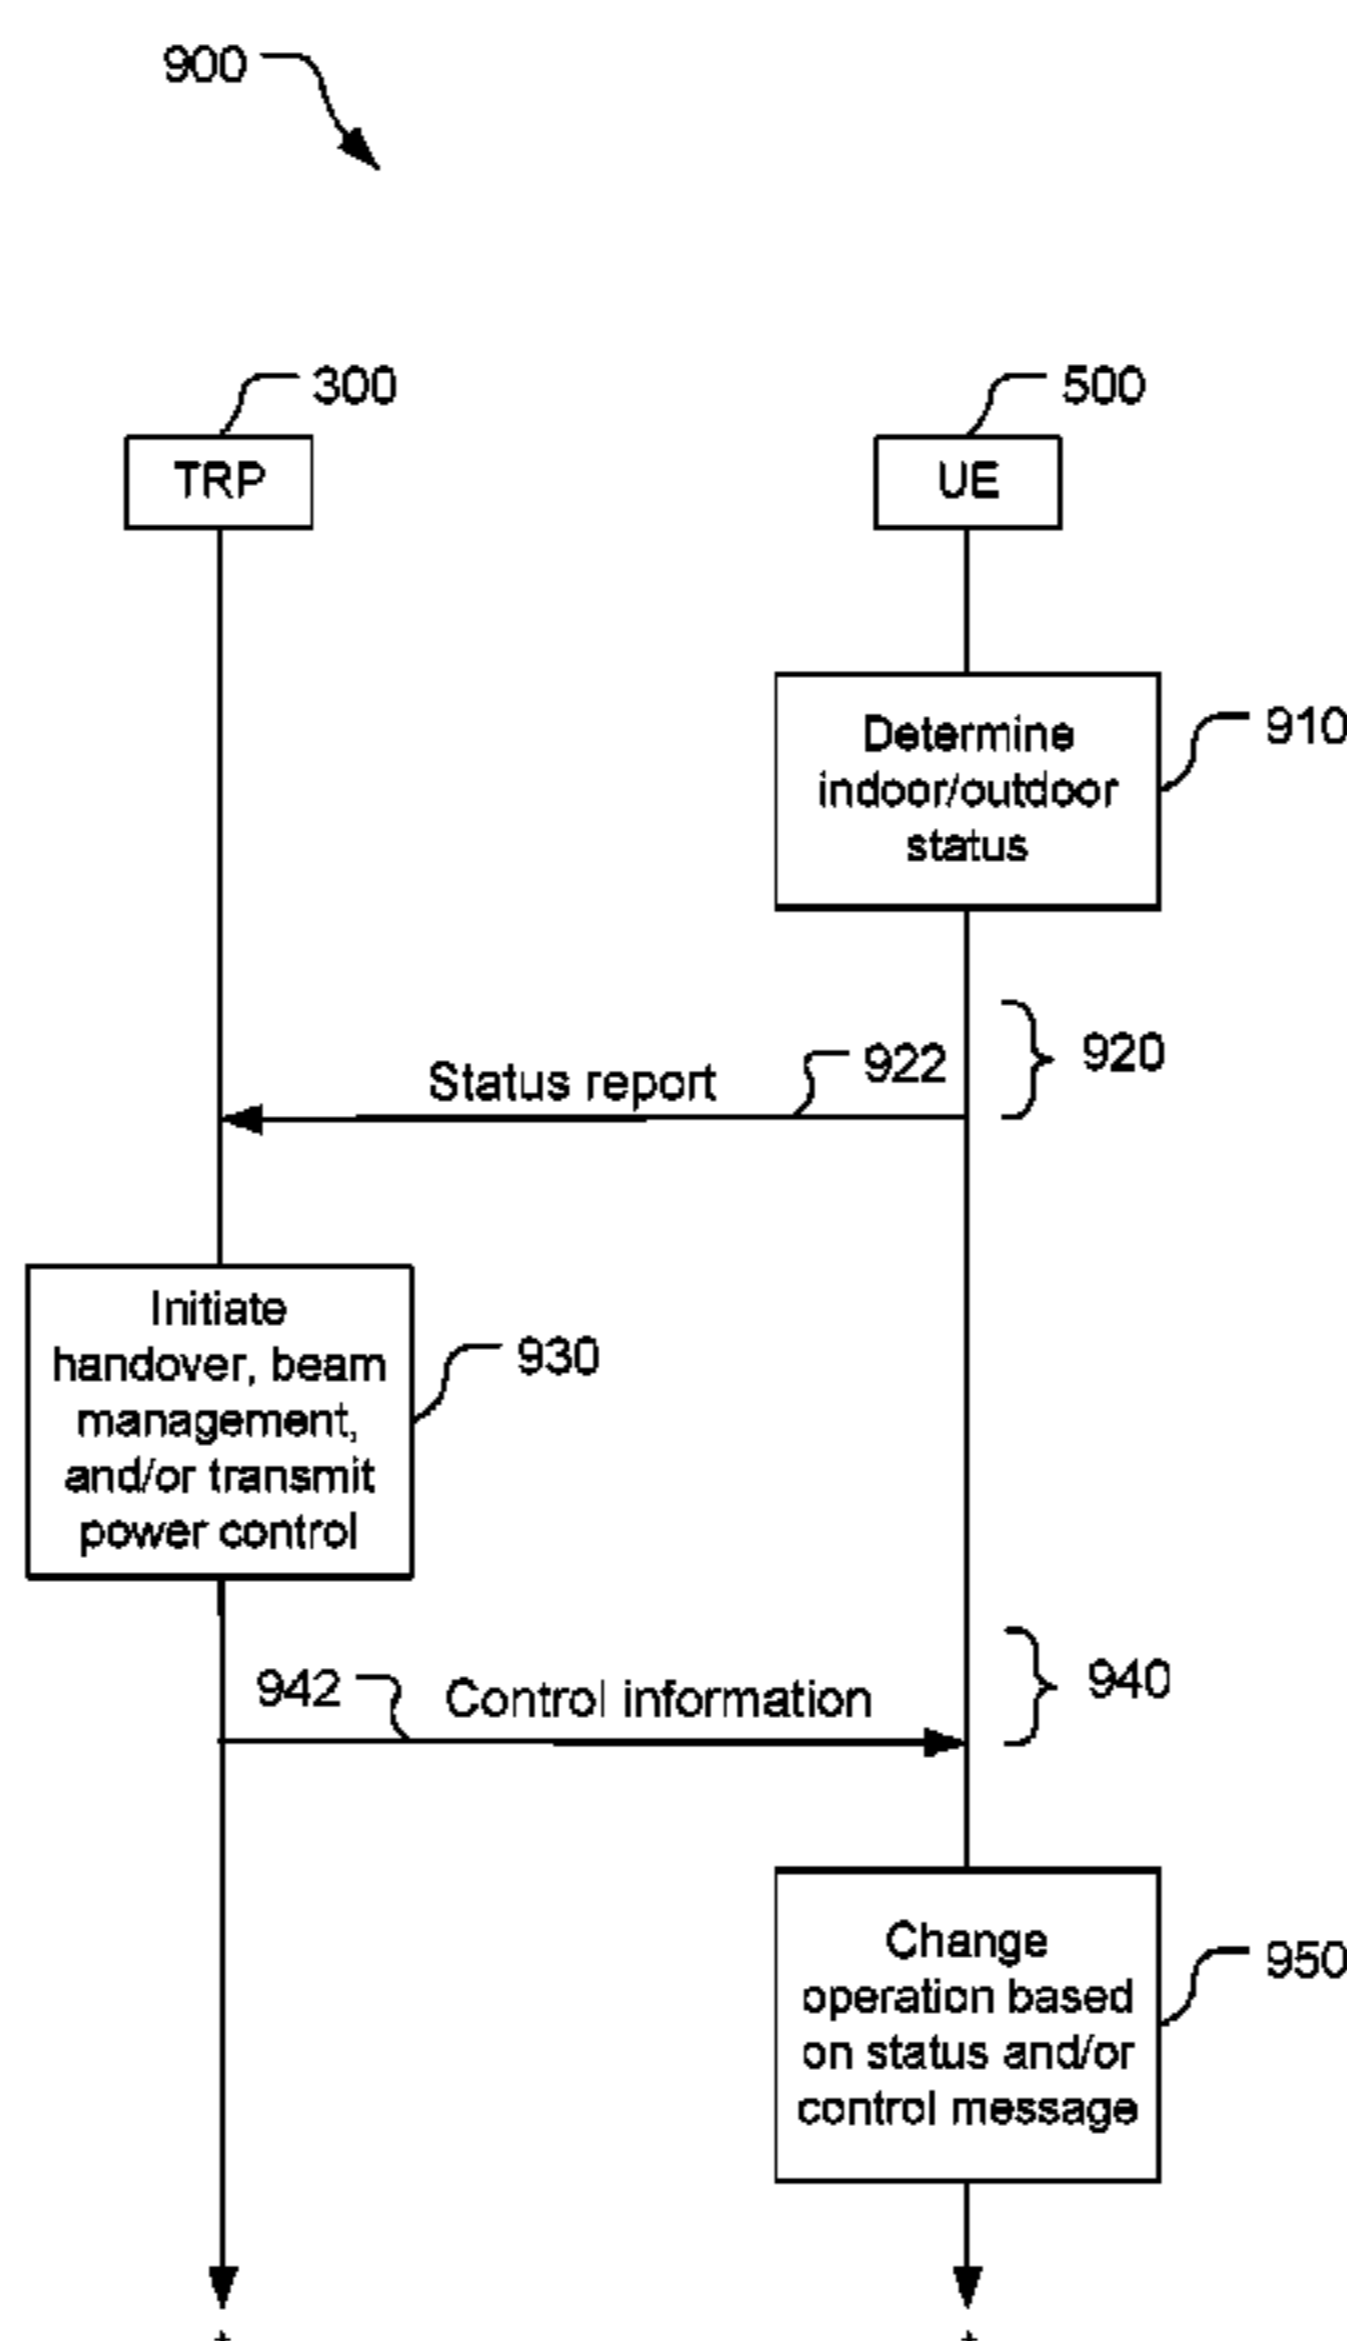 900
300
500
TRP
UE
Determine
indoor/outdoor
status
910
920
922
Status report
Initiate
handover, beam
management,
and/or transmit
power control
930
940
942
Control information
Change
operation based
on status and/or
control message
950